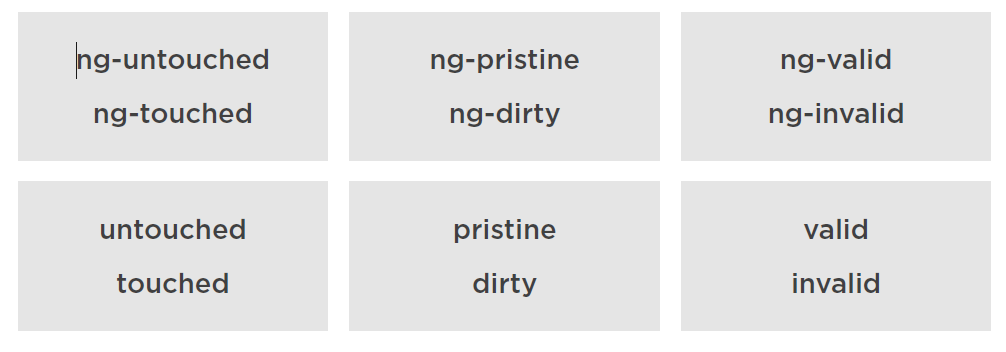 ng-untouched
ng-touched
ng-pristine
ng-dirty
ng-valid
ng-invalid
untouched
touched
pristine
dirty
valid
invalid